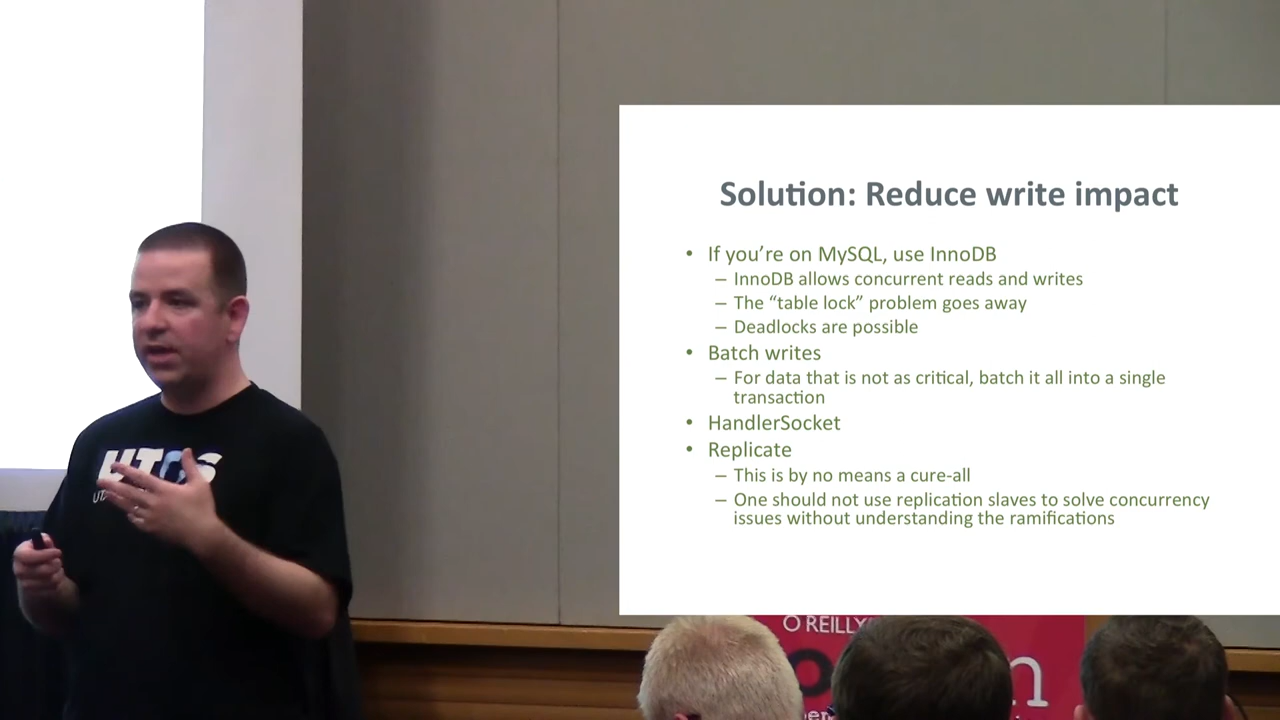 Solution: Reduce write impact
• If you’re on MySQL, use InnoDB
– InnoDB allows concurrent reads and writes
– The “table lock” problem goes away
– Deadlocks are possible
• Batch writes
– For data that is not as critical, batch it all into a single
transaction
• HandlerSocket
• Replicate
– This is by no means a cure-all
– One should not use replication slaves to solve concurrency
issues without understanding the ramifications
UTOS
O'REILLY